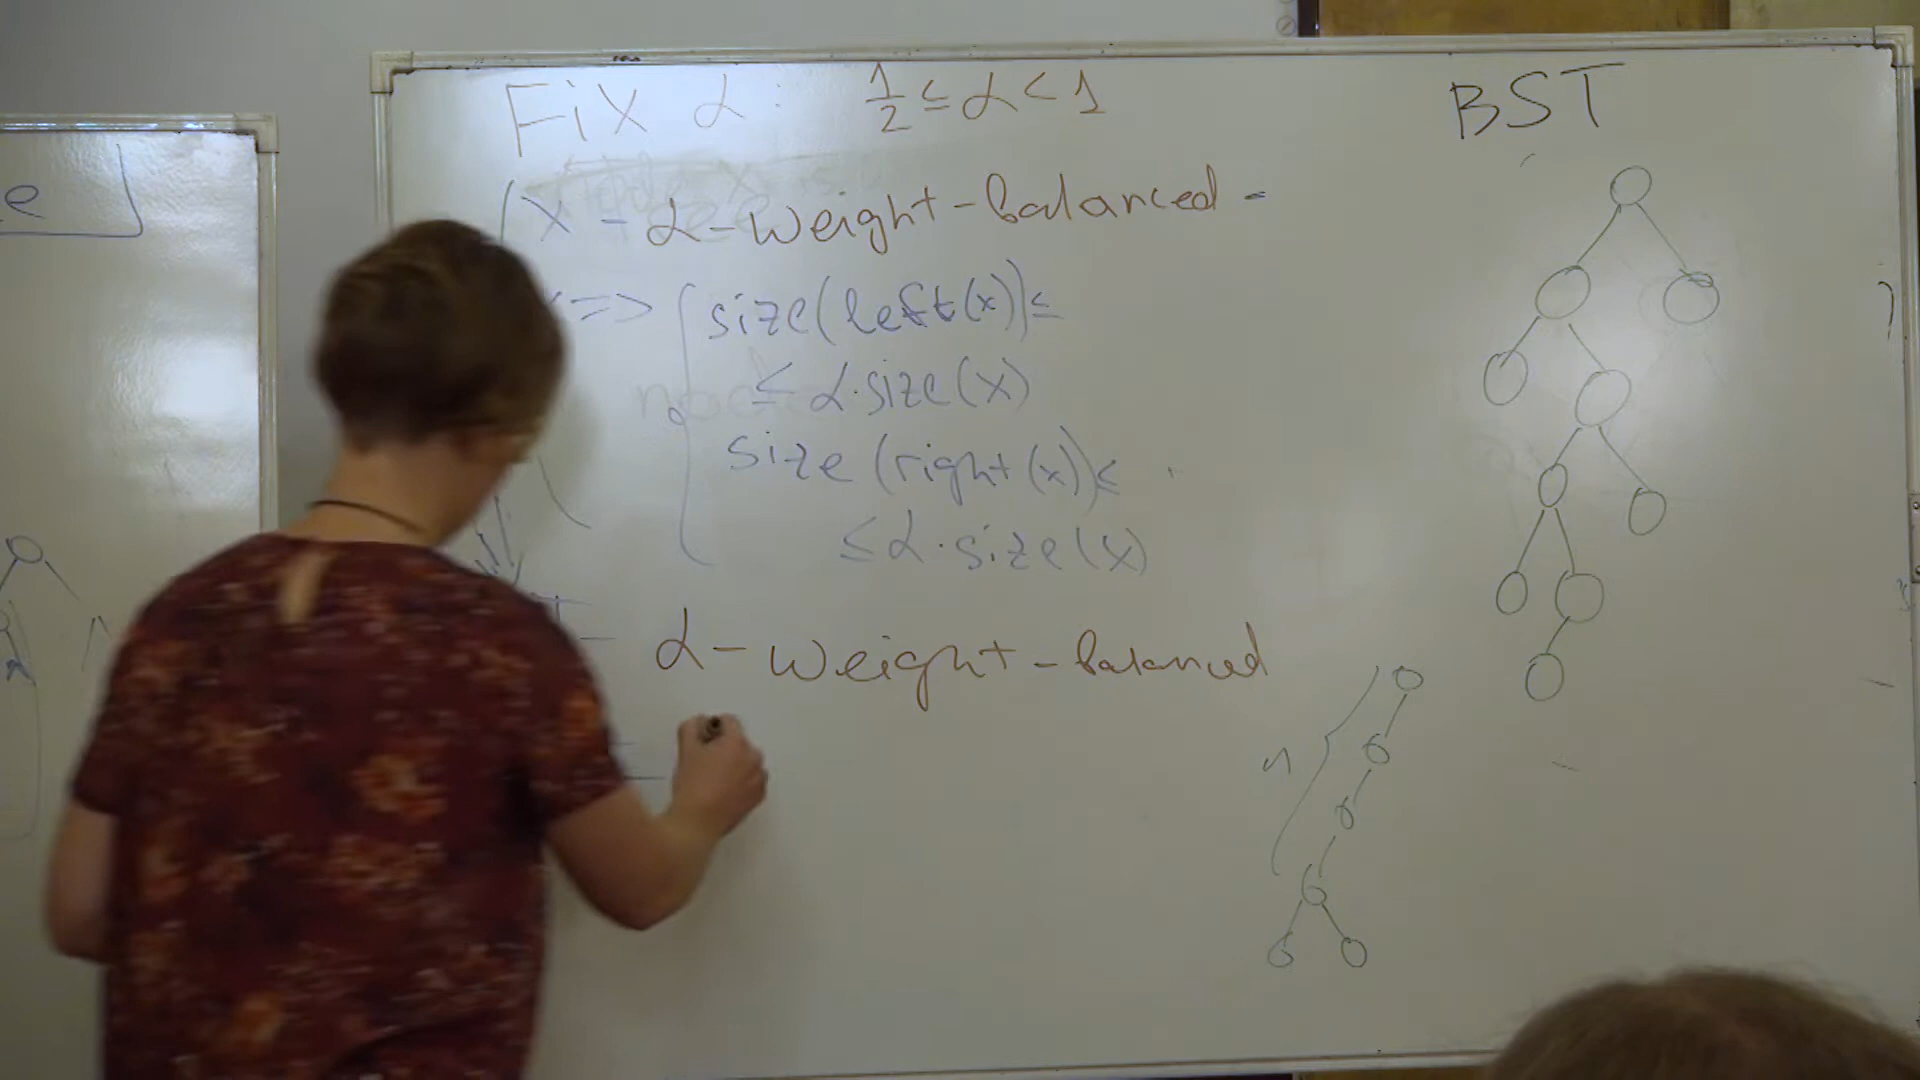 e
Fix α : 1/2 ≤ α < 1
BST
x - α-weight-balanced -
=> { size(left(x)) ≤
≤ α·size(x)
size(right(x)) ≤
≤ α·size(x)
α-weight-balanced
n